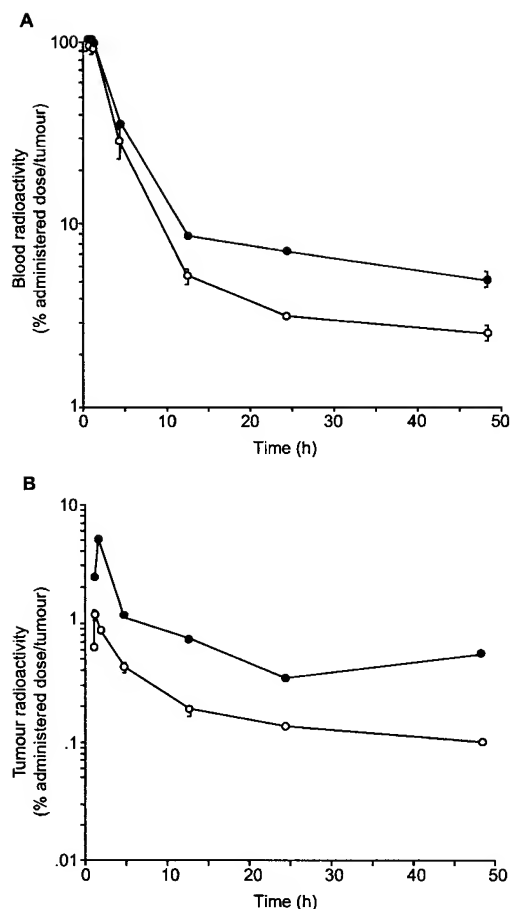 A
Blood radioactivity
(% administered dose/tumour)
100
10
1
0
10
20
30
40
50
Time (h)
B
Tumour radioactivity
(% administered dose/tumour)
10
1
.1
.01
0
10
20
30
40
50
Time (h)